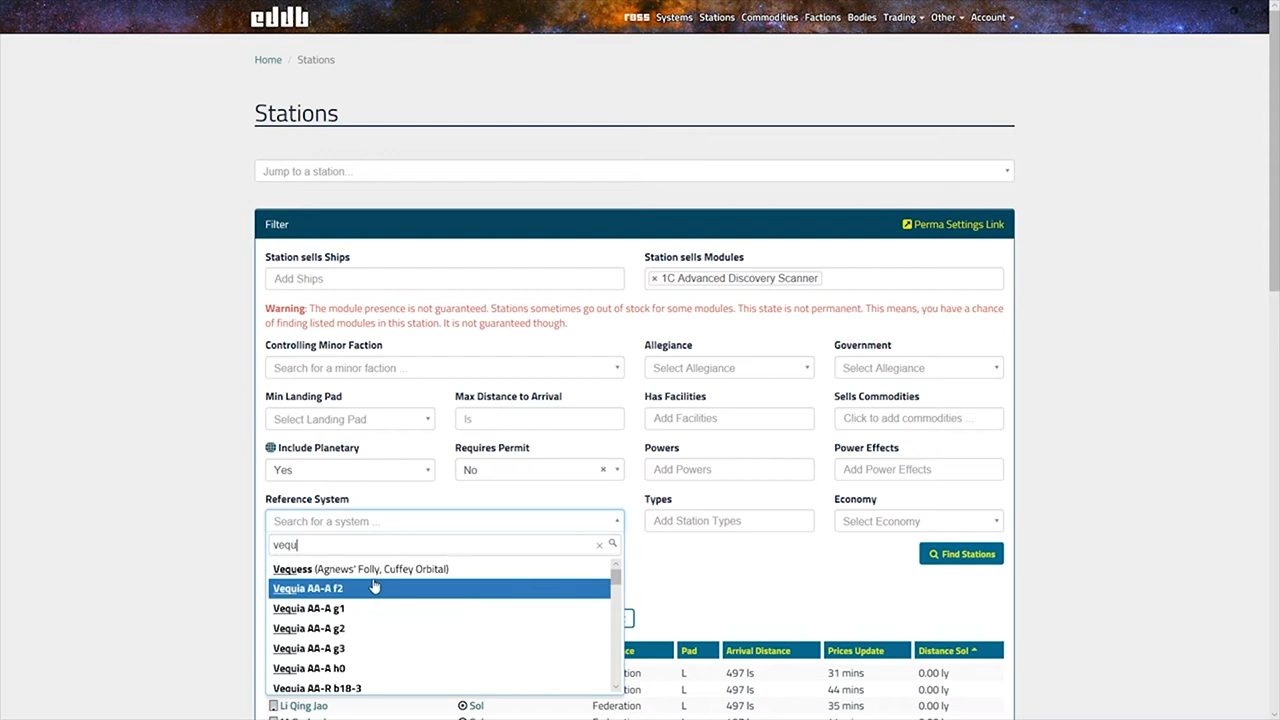 eddb
ross Systems Stations Commodities Factions Bodies Trading Other Account
Home / Stations
Stations
Jump to a station...
Filter
Perma Settings Link
Station sells Ships
Station sells Modules
Add Ships
× 1C Advanced Discovery Scanner
Warning: The module presence is not guaranteed. Stations sometimes go out of stock for some modules. This state is not permanent. This means, you have a chance
of finding listed modules in this station. It is not guaranteed though.
Controlling Minor Faction
Allegiance
Government
Search for a minor faction ...
Select Allegiance
Select Allegiance
Min Landing Pad
Max Distance to Arrival
Has Facilities
Sells Commodities
Select Landing Pad
ls
Add Facilities
Click to add commodities ...
Include Planetary
Requires Permit
Powers
Power Effects
Yes
No ×
Add Powers
Add Power Effects
Reference System
Types
Economy
Search for a system ...
Add Station Types
Select Economy
vequ ×
Find Stations
Vequess (Agnews' Folly, Cuffey Orbital)
Vequia AA-A f2
Vequia AA-A g1
Vequia AA-A g2
Vequia AA-A g3
Vequia AA-A h0
Vequia AA-R b18-3
Pad Arrival Distance Prices Update Distance Sol
L 497 ls 31 mins 0.00 ly
L 497 ls 44 mins 0.00 ly
Li Qing Jao Sol Federation L 497 ls 35 mins 0.00 ly